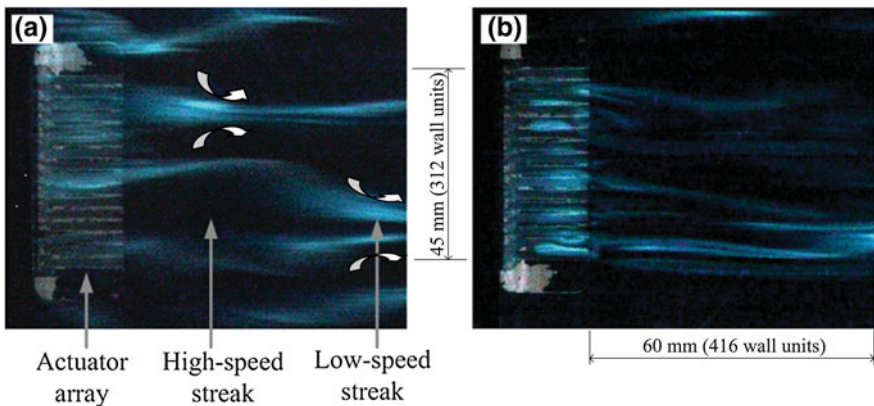 (a)
(b)
45 mm (312 wall units)
60 mm (416 wall units)
Actuator
array
High-speed
streak
Low-speed
streak